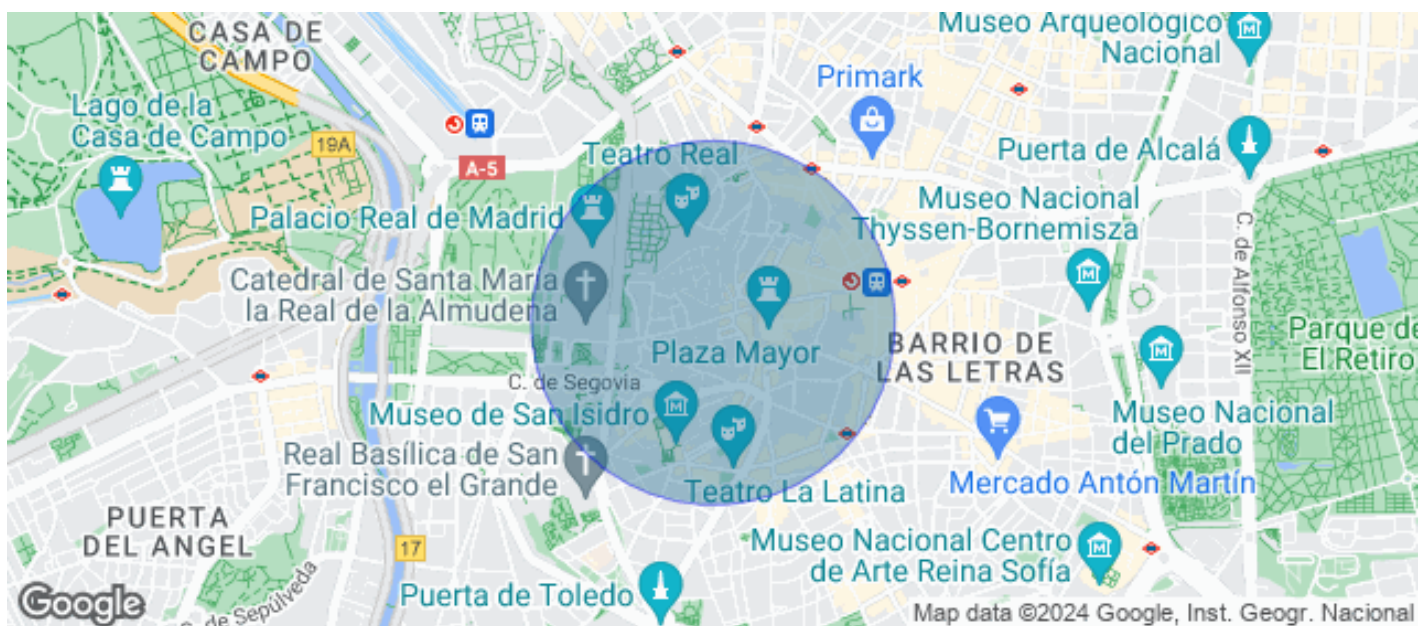 CASA DE
CAMPO
Museo Arqueológico
Nacional
Primark
Lago de la
Casa de Campo
19A
A-5
Teatro Real
Puerta de Alcalá
Palacio Real de Madrid
Museo Nacional
Thyssen-Bornemisza
C. de Alfonso XII
Catedral de Santa María
la Real de la Almudena
Plaza Mayor
BARRIO DE
LAS LETRAS
Parque de
El Retiro
C. de Segovia
Museo de San Isidro
Museo Nacional
del Prado
Real Basílica de San
Francisco el Grande
Teatro La Latina
Mercado Antón Martín
PUERTA
DEL ANGEL
17
Museo Nacional Centro
de Arte Reina Sofía
Puerta de Toledo
C. de Sepúlveda
Google
Map data ©2024 Google, Inst. Geogr. Nacional